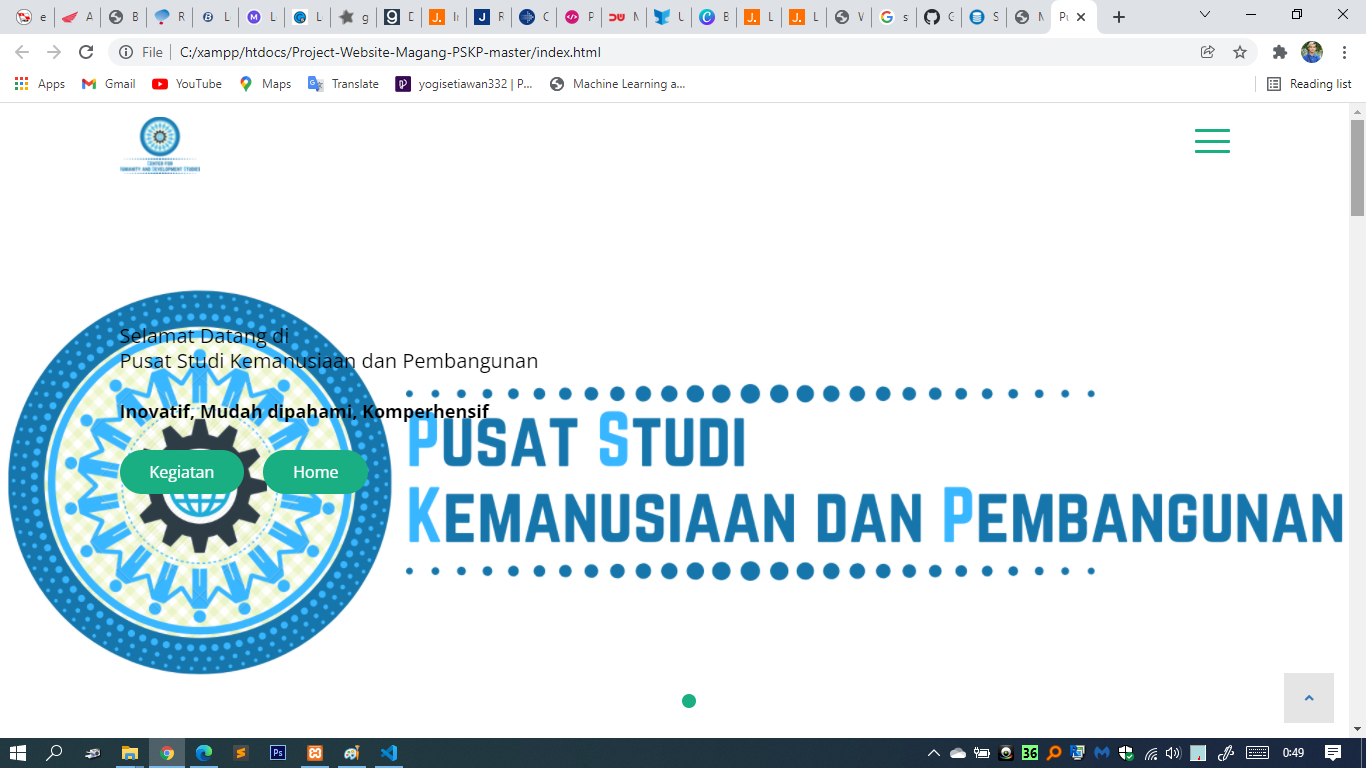 e
A
B
R
L
L
L
g
D
In
R
C
P
N
U
B
L
L
V
s
G
S
N
Pu
File
C:/xampp/htdocs/Project-Website-Magang-PSKP-master/index.html
Apps
Gmail
YouTube
Maps
Translate
yogisetiawan332 | P...
Machine Learning a...
Reading list
CENTER FOR
HUMANITY AND DEVELOPMENT STUDIES
Selamat Datang di
Pusat Studi Kemanusiaan dan Pembangunan
Inovatif, Mudah dipahami, Komperhensif
Kegiatan
Home
PUSAT STUDI
KEMANUSIAAN DAN PEMBANGUNAN
Ps
36
0:49